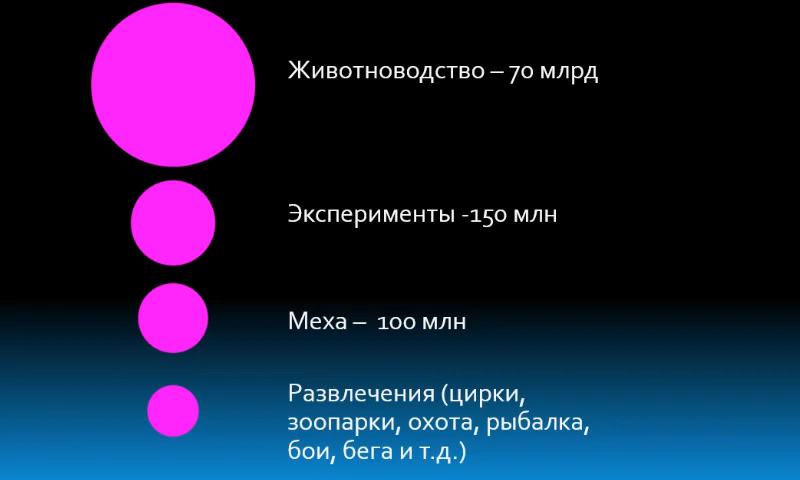 Животноводство – 70 млрд
Эксперименты -150 млн
Меха –  100 млн
Развлечения (цирки,
зоопарки, охота, рыбалка,
бои, бега и т.д.)